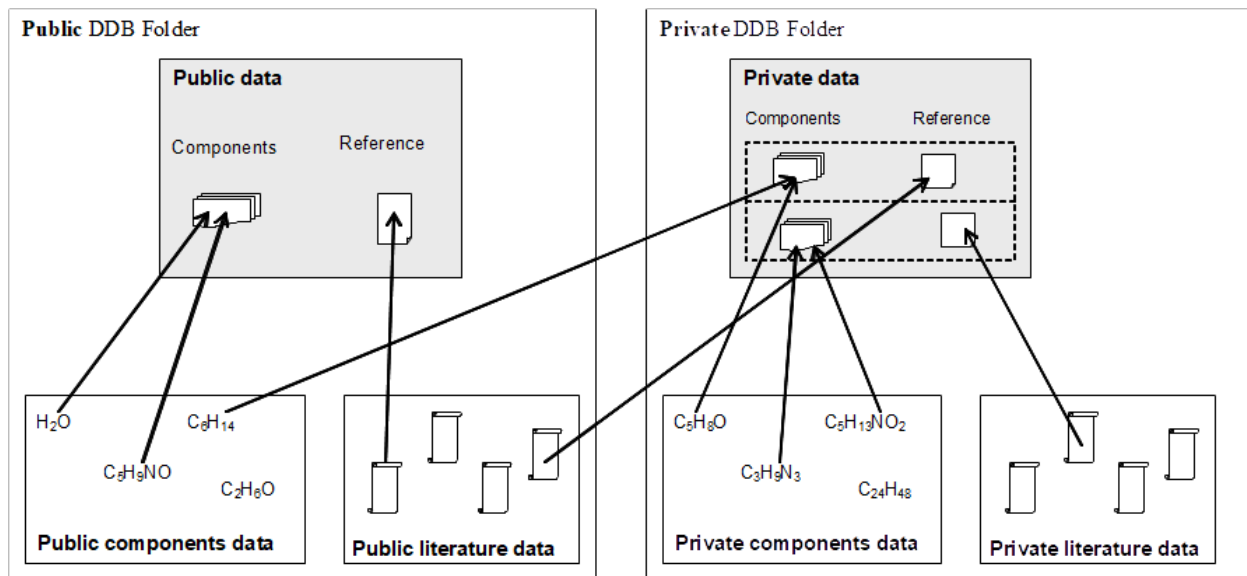 Public DDB Folder
Public data
Components
Reference
H₂O
C₆H₁₄
C₅H₉NO
C₂H₆O
Public components data
Public literature data
Private DDB Folder
Private data
Components
Reference
C₅H₈O
C₅H₁₃NO₂
C₃H₉N₃
C₂₄H₄₈
Private components data
Private literature data